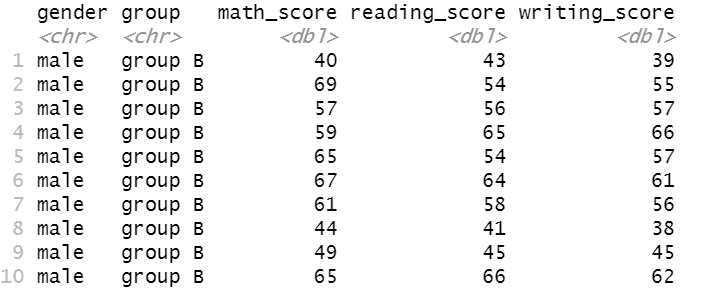 gender group math_score reading_score writing_score
<chr> <chr> <dbl> <dbl> <dbl>
1 male group B 40 43 39
2 male group B 69 54 55
3 male group B 57 56 57
4 male group B 59 65 66
5 male group B 65 54 57
6 male group B 67 64 61
7 male group B 61 58 56
8 male group B 44 41 38
9 male group B 49 45 45
10 male group B 65 66 62